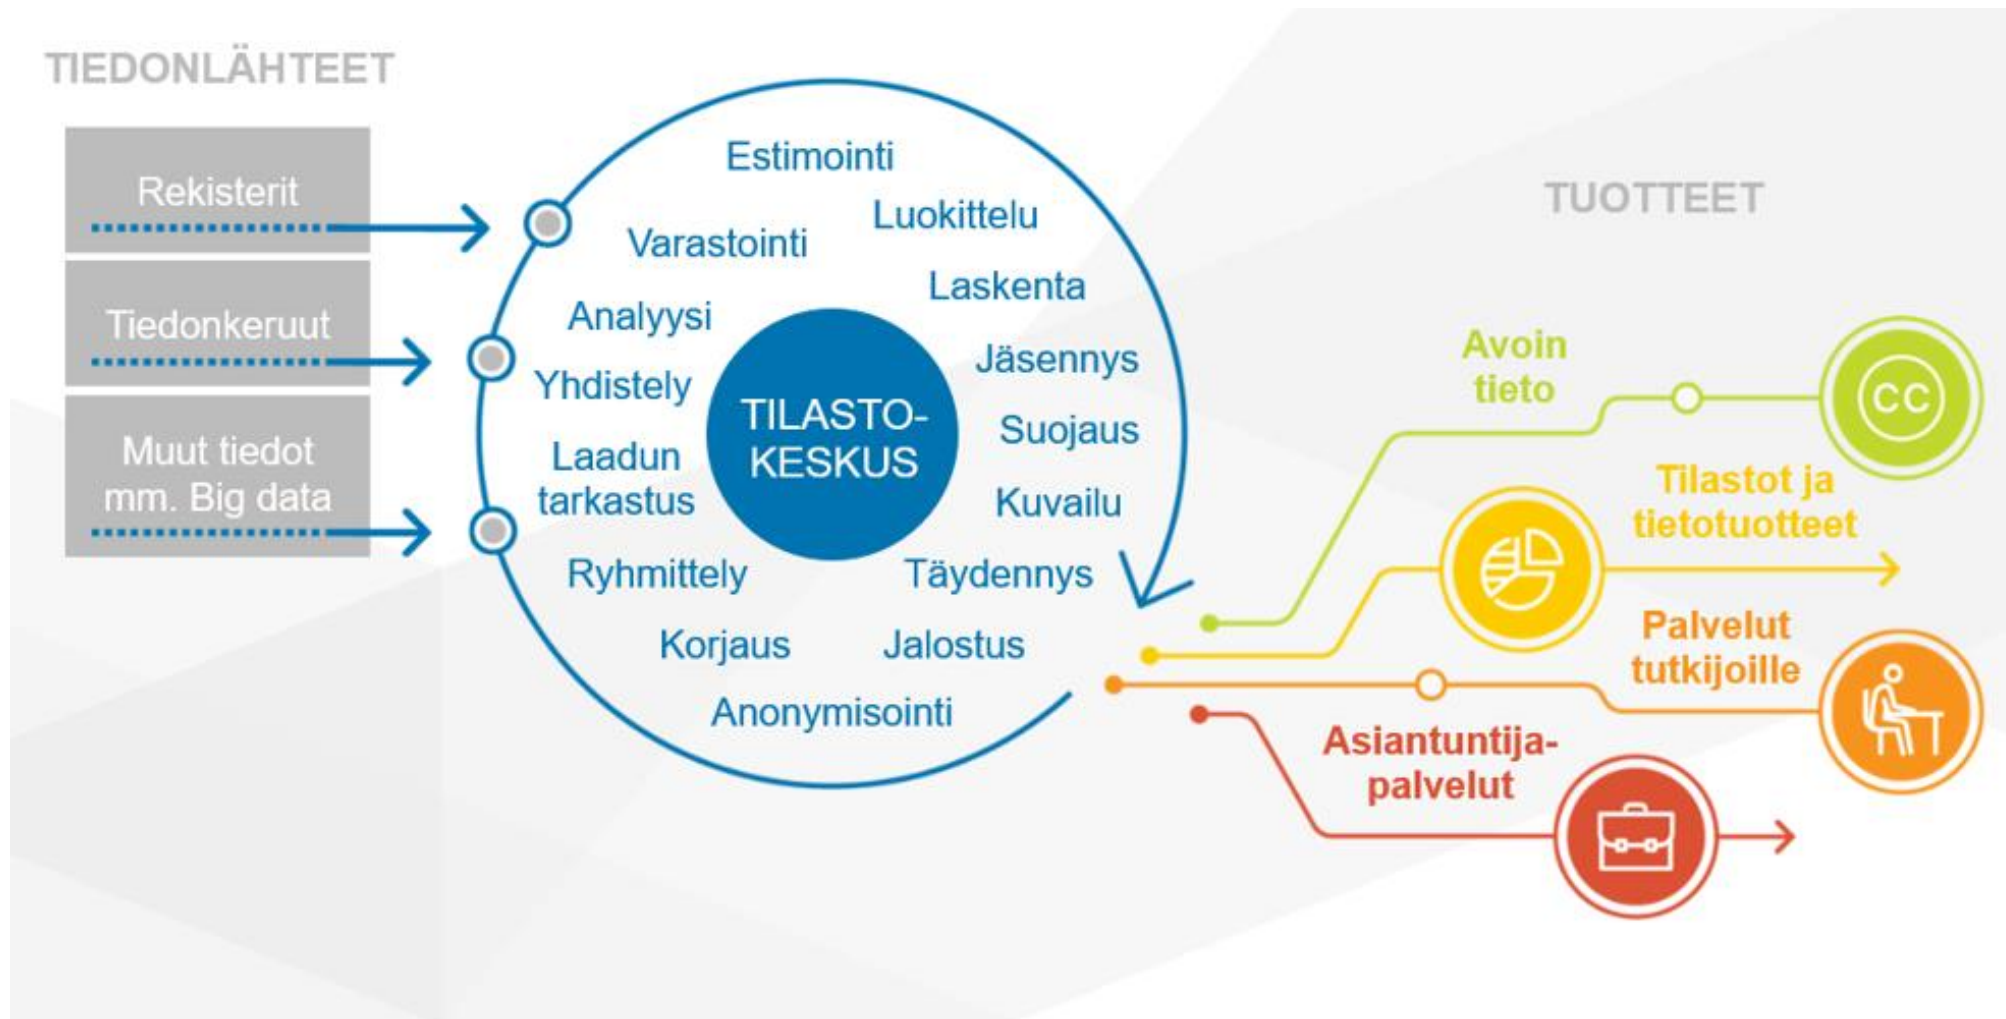 TIEDONLÄHTEET
Rekisterit
Tiedonkeruut
Muut tiedot
mm. Big data
Estimointi
Luokittelu
Varastointi
Laskenta
Analyysi
Jäsennys
Yhdistely
TILASTO-
KESKUS
Suojaus
Laadun
tarkastus
Kuvailu
Ryhmittely
Täydennys
Korjaus
Jalostus
Anonymisointi
TUOTTEET
Avoin
tieto
CC
Tilastot ja
tietotuotteet
Palvelut
tutkijoille
Asiantuntija-
palvelut